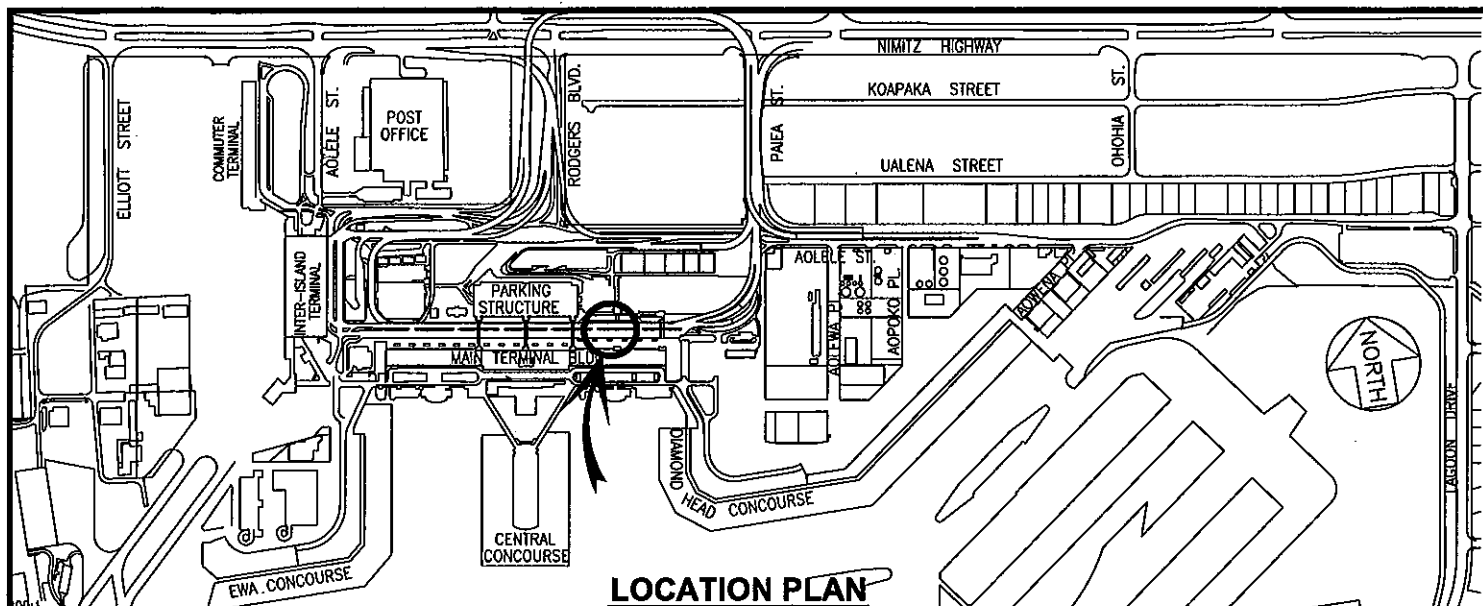 NIMITZ HIGHWAY
KOAPAKA STREET
UALENA STREET
ELLIOTT STREET
COMMUTER
TERMINAL
AOLELE ST.
POST
OFFICE
RODGERS BLVD.
PAIEA ST.
OHOHIA ST.
INTER-ISLAND
TERMINAL
PARKING
STRUCTURE
MAIN TERMINAL
AOLELE ST.
AOLEWA PL.
AOPOKO PL.
AOWENA PL.
NORTH
LAGOON DRIVE
DIAMOND
HEAD CONCOURSE
CENTRAL
CONCOURSE
EWA CONCOURSE
LOCATION PLAN